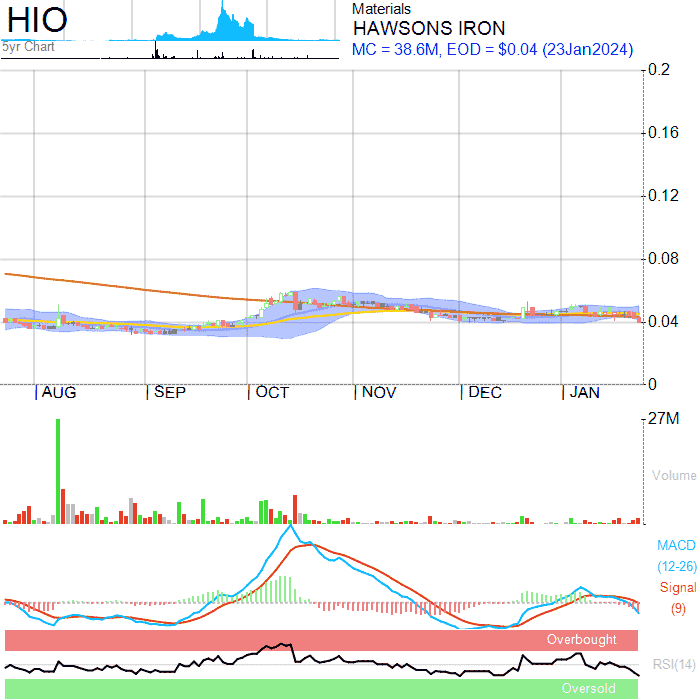 HIO
5yr Chart
Materials
HAWSONS IRON
MC = 38.6M, EOD = $0.04 (23Jan2024)
0.2
0.16
0.12
0.08
0.04
0
AUG SEP OCT NOV DEC JAN
27M
Volume
MACD
(12-26)
Signal
(9)
Overbought
RSI(14)
Oversold